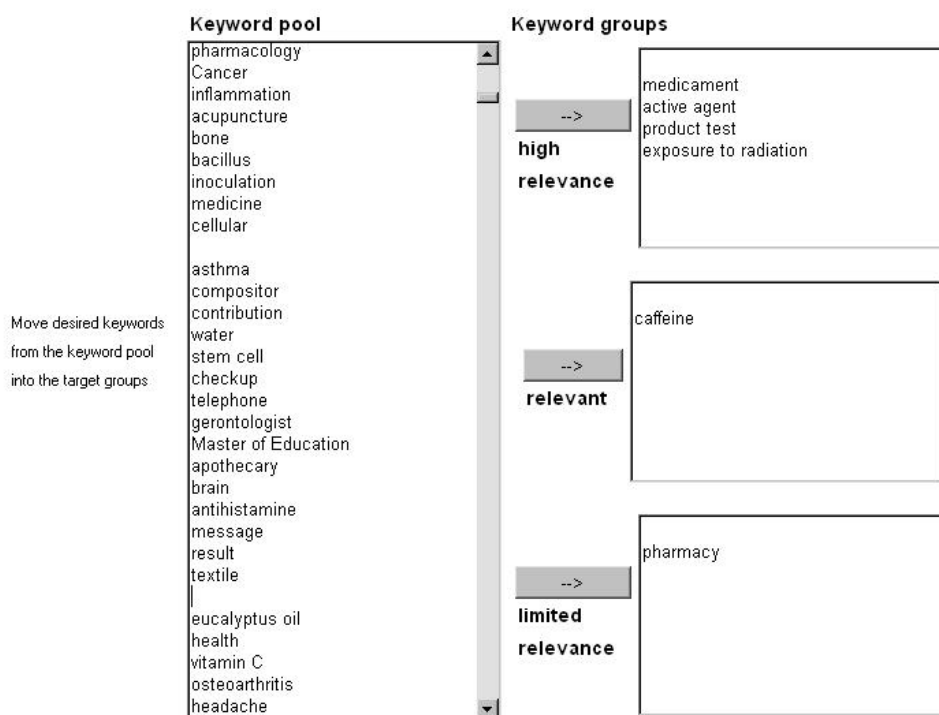 Keyword pool
pharmacology
Cancer
inflammation
acupuncture
bone
bacillus
inoculation
medicine
cellular
asthma
compositor
contribution
water
stem cell
checkup
telephone
gerontologist
Master of Education
apothecary
brain
antihistamine
message
result
textile
eucalyptus oil
health
vitamin C
osteoarthritis
headache
Move desired keywords
from the keyword pool
into the target groups
Keyword groups
-->
high
relevance
medicament
active agent
product test
exposure to radiation
-->
relevant
caffeine
-->
limited
relevance
pharmacy